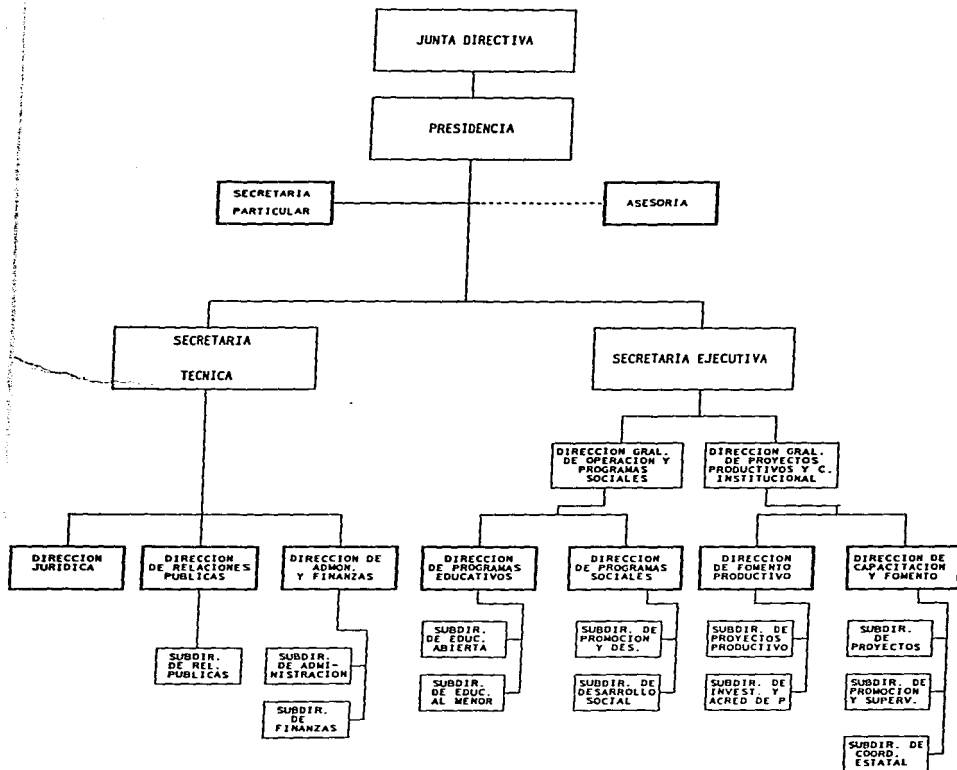 JUNTA DIRECTIVA
PRESIDENCIA
SECRETARIA
PARTICULAR
ASESORIA
SECRETARIA
TECNICA
SECRETARIA EJECUTIVA
DIRECCION GRAL.
DE OPERACION Y
PROGRAMAS
SOCIALES
DIRECCION GRAL.
DE PROYECTOS
PRODUCTIVOS Y C.
INSTITUCIONAL
DIRECCION
JURIDICA
DIRECCION
DE RELACIONES
PUBLICAS
DIRECCION DE
ADMON.
Y FINANZAS
DIRECCION
DE PROGRAMAS
EDUCATIVOS
DIRECCION
DE PROGRAMAS
SOCIALES
DIRECCION
DE FOMENTO
PRODUCTIVO
DIRECCION DE
CAPACITACION
Y FOMENTO
SUBDIR.
DE REL.
PUBLICAS
SUBDIR.
DE ADMI-
NISTRACION
SUBDIR.
DE
FINANZAS
SUBDIR.
DE EDUC.
ABIERTA
SUBDIR.
DE EDUC.
AL MENOR
SUBDIR. DE
PROMOCION
Y DES.
SUBDIR. DE
DESARROLLO
SOCIAL
SUBDIR. DE
PROYECTOS
PRODUCTIVO
SUBDIR. DE
INVEST. Y
ACRED DE P
SUBDIR.
DE
PROYECTOS
SUBDIR. DE
PROMOCION
Y SUPERV.
SUBDIR. DE
COORD.
ESTATAL